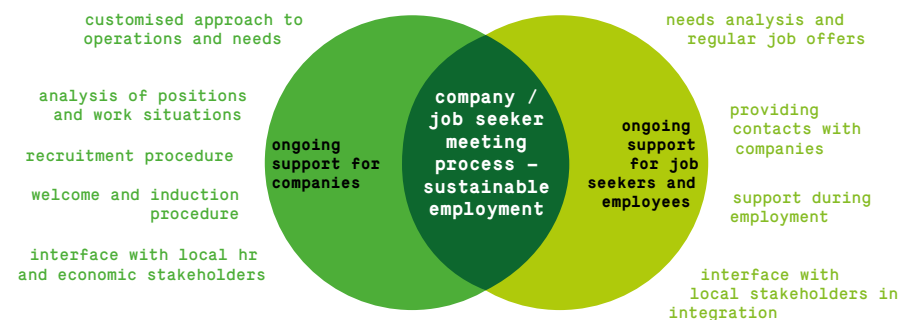 customised approach to
operations and needs
analysis of positions
and work situations
recruitment procedure
welcome and induction
procedure
interface with local hr
and economic stakeholders
ongoing
support for
companies
company /
job seeker
meeting
process –
sustainable
employment
ongoing
support
for job
seekers and
employees
needs analysis and
regular job offers
providing
contacts with
companies
support during
employment
interface with
local stakeholders in
integration